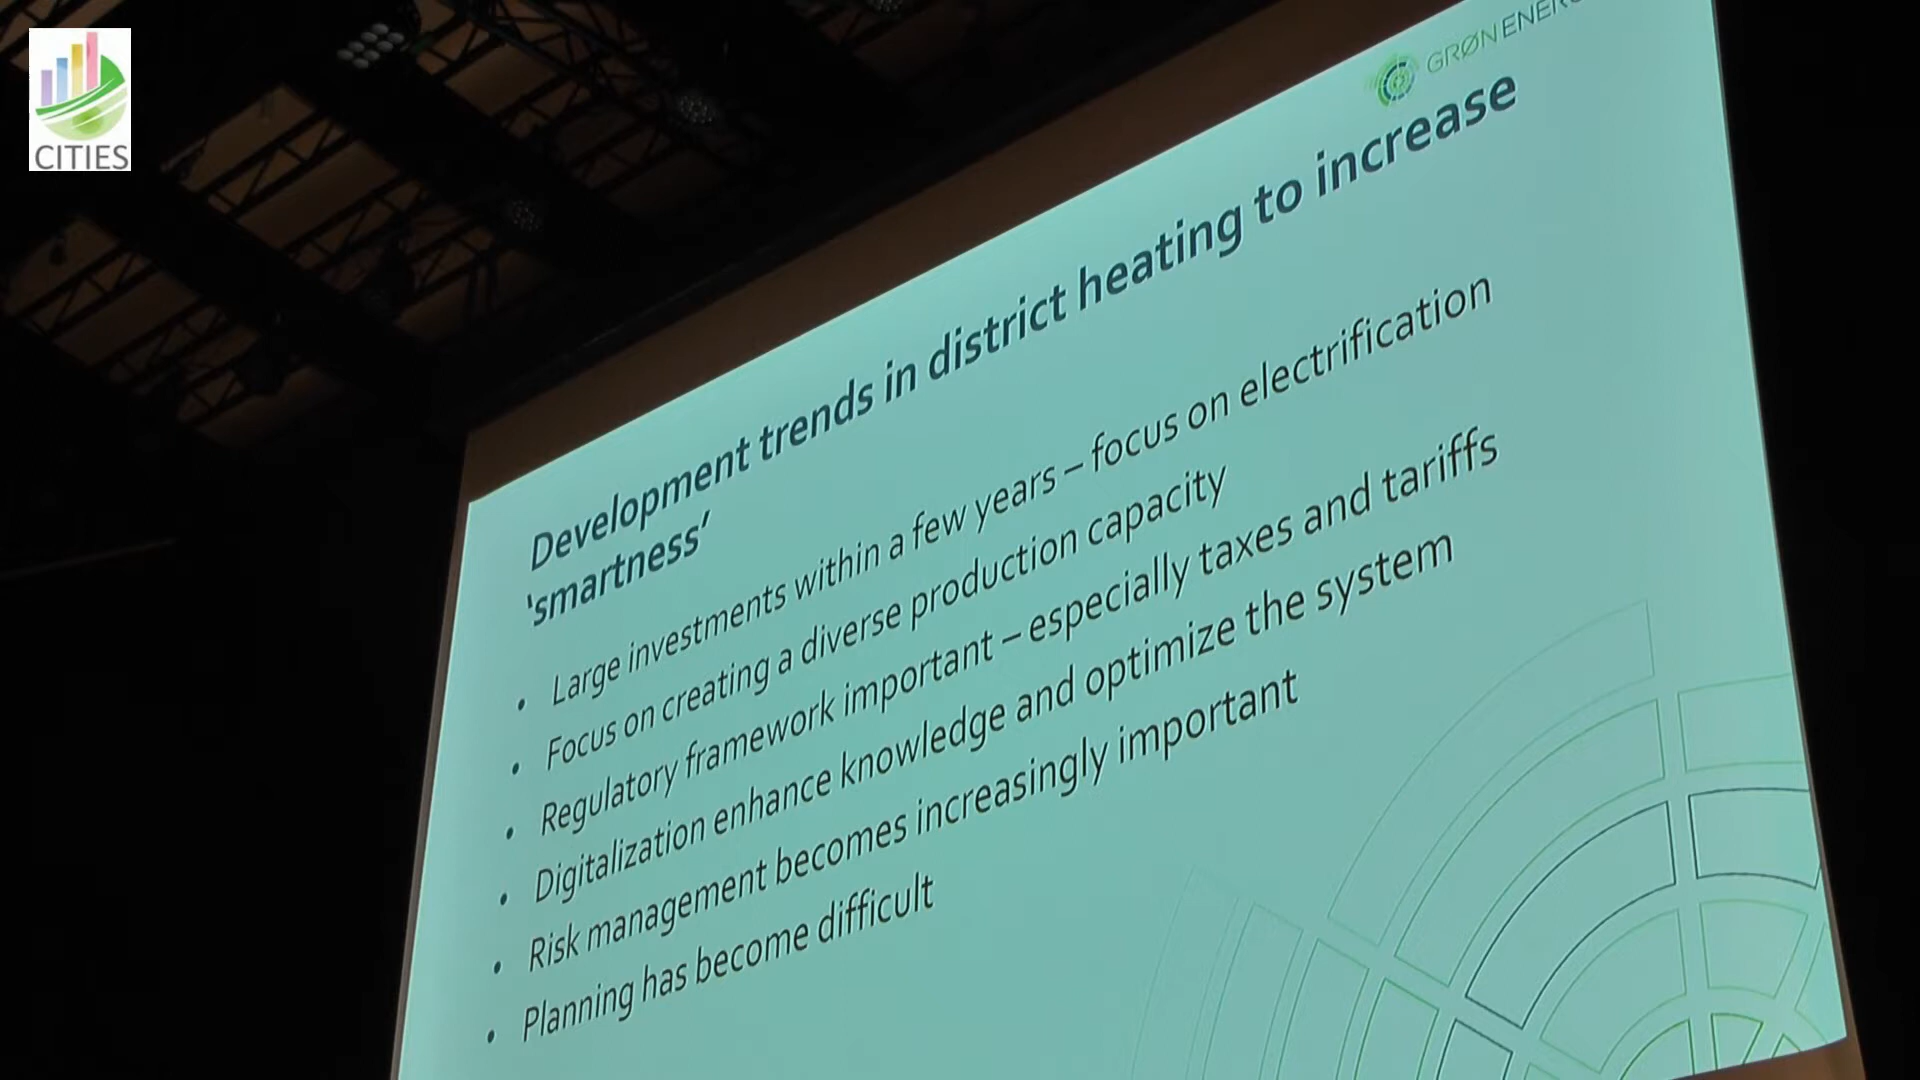 CITIES
GRØN ENERG
Development trends in district heating to increase
‘smartness’
• Large investments within a few years – focus on electrification
• Focus on creating a diverse production capacity
• Regulatory framework important – especially taxes and tariffs
• Digitalization enhance knowledge and optimize the system
• Risk management becomes increasingly important
• Planning has become difficult